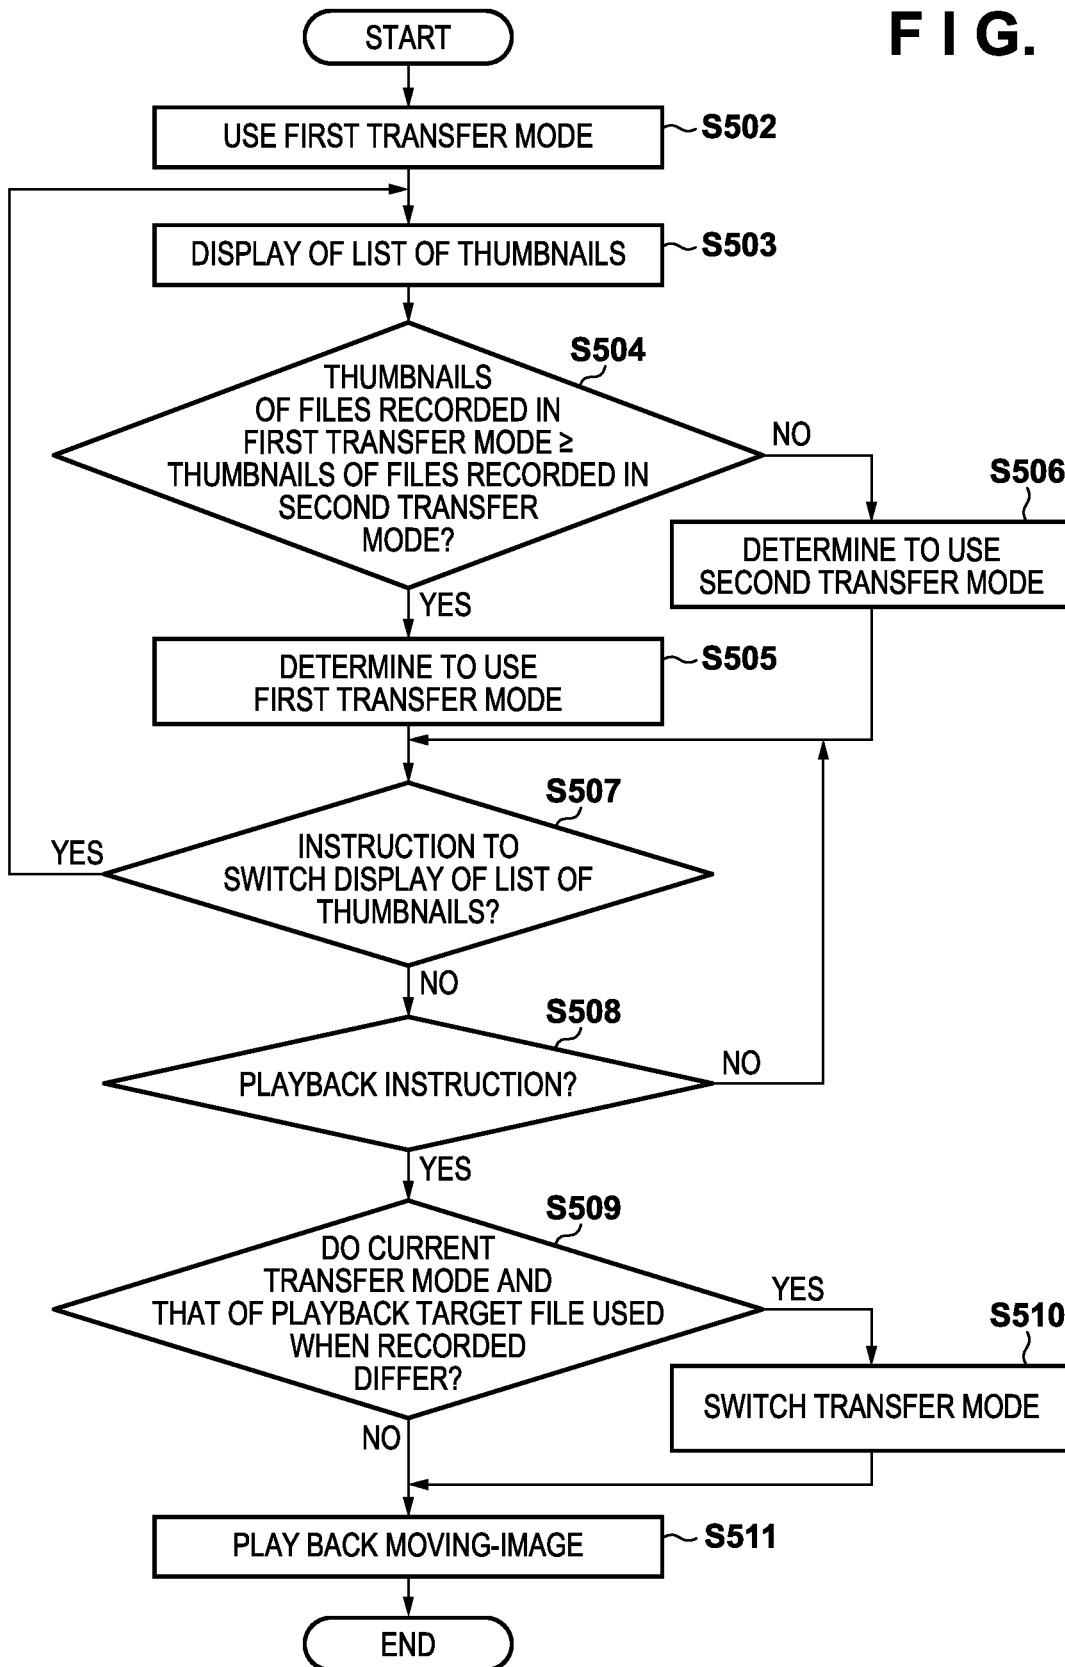 F I G.
START
USE FIRST TRANSFER MODE
S502
DISPLAY OF LIST OF THUMBNAILS
S503
S504
THUMBNAILS
OF FILES RECORDED IN
FIRST TRANSFER MODE ≥
THUMBNAILS OF FILES RECORDED IN
SECOND TRANSFER
MODE?
NO
S506
DETERMINE TO USE
SECOND TRANSFER MODE
YES
S505
DETERMINE TO USE
FIRST TRANSFER MODE
S507
INSTRUCTION TO
SWITCH DISPLAY OF LIST OF
THUMBNAILS?
YES
NO
S508
PLAYBACK INSTRUCTION?
NO
YES
S509
DO CURRENT
TRANSFER MODE AND
THAT OF PLAYBACK TARGET FILE USED
WHEN RECORDED
DIFFER?
YES
S510
SWITCH TRANSFER MODE
NO
PLAY BACK MOVING-IMAGE
S511
END